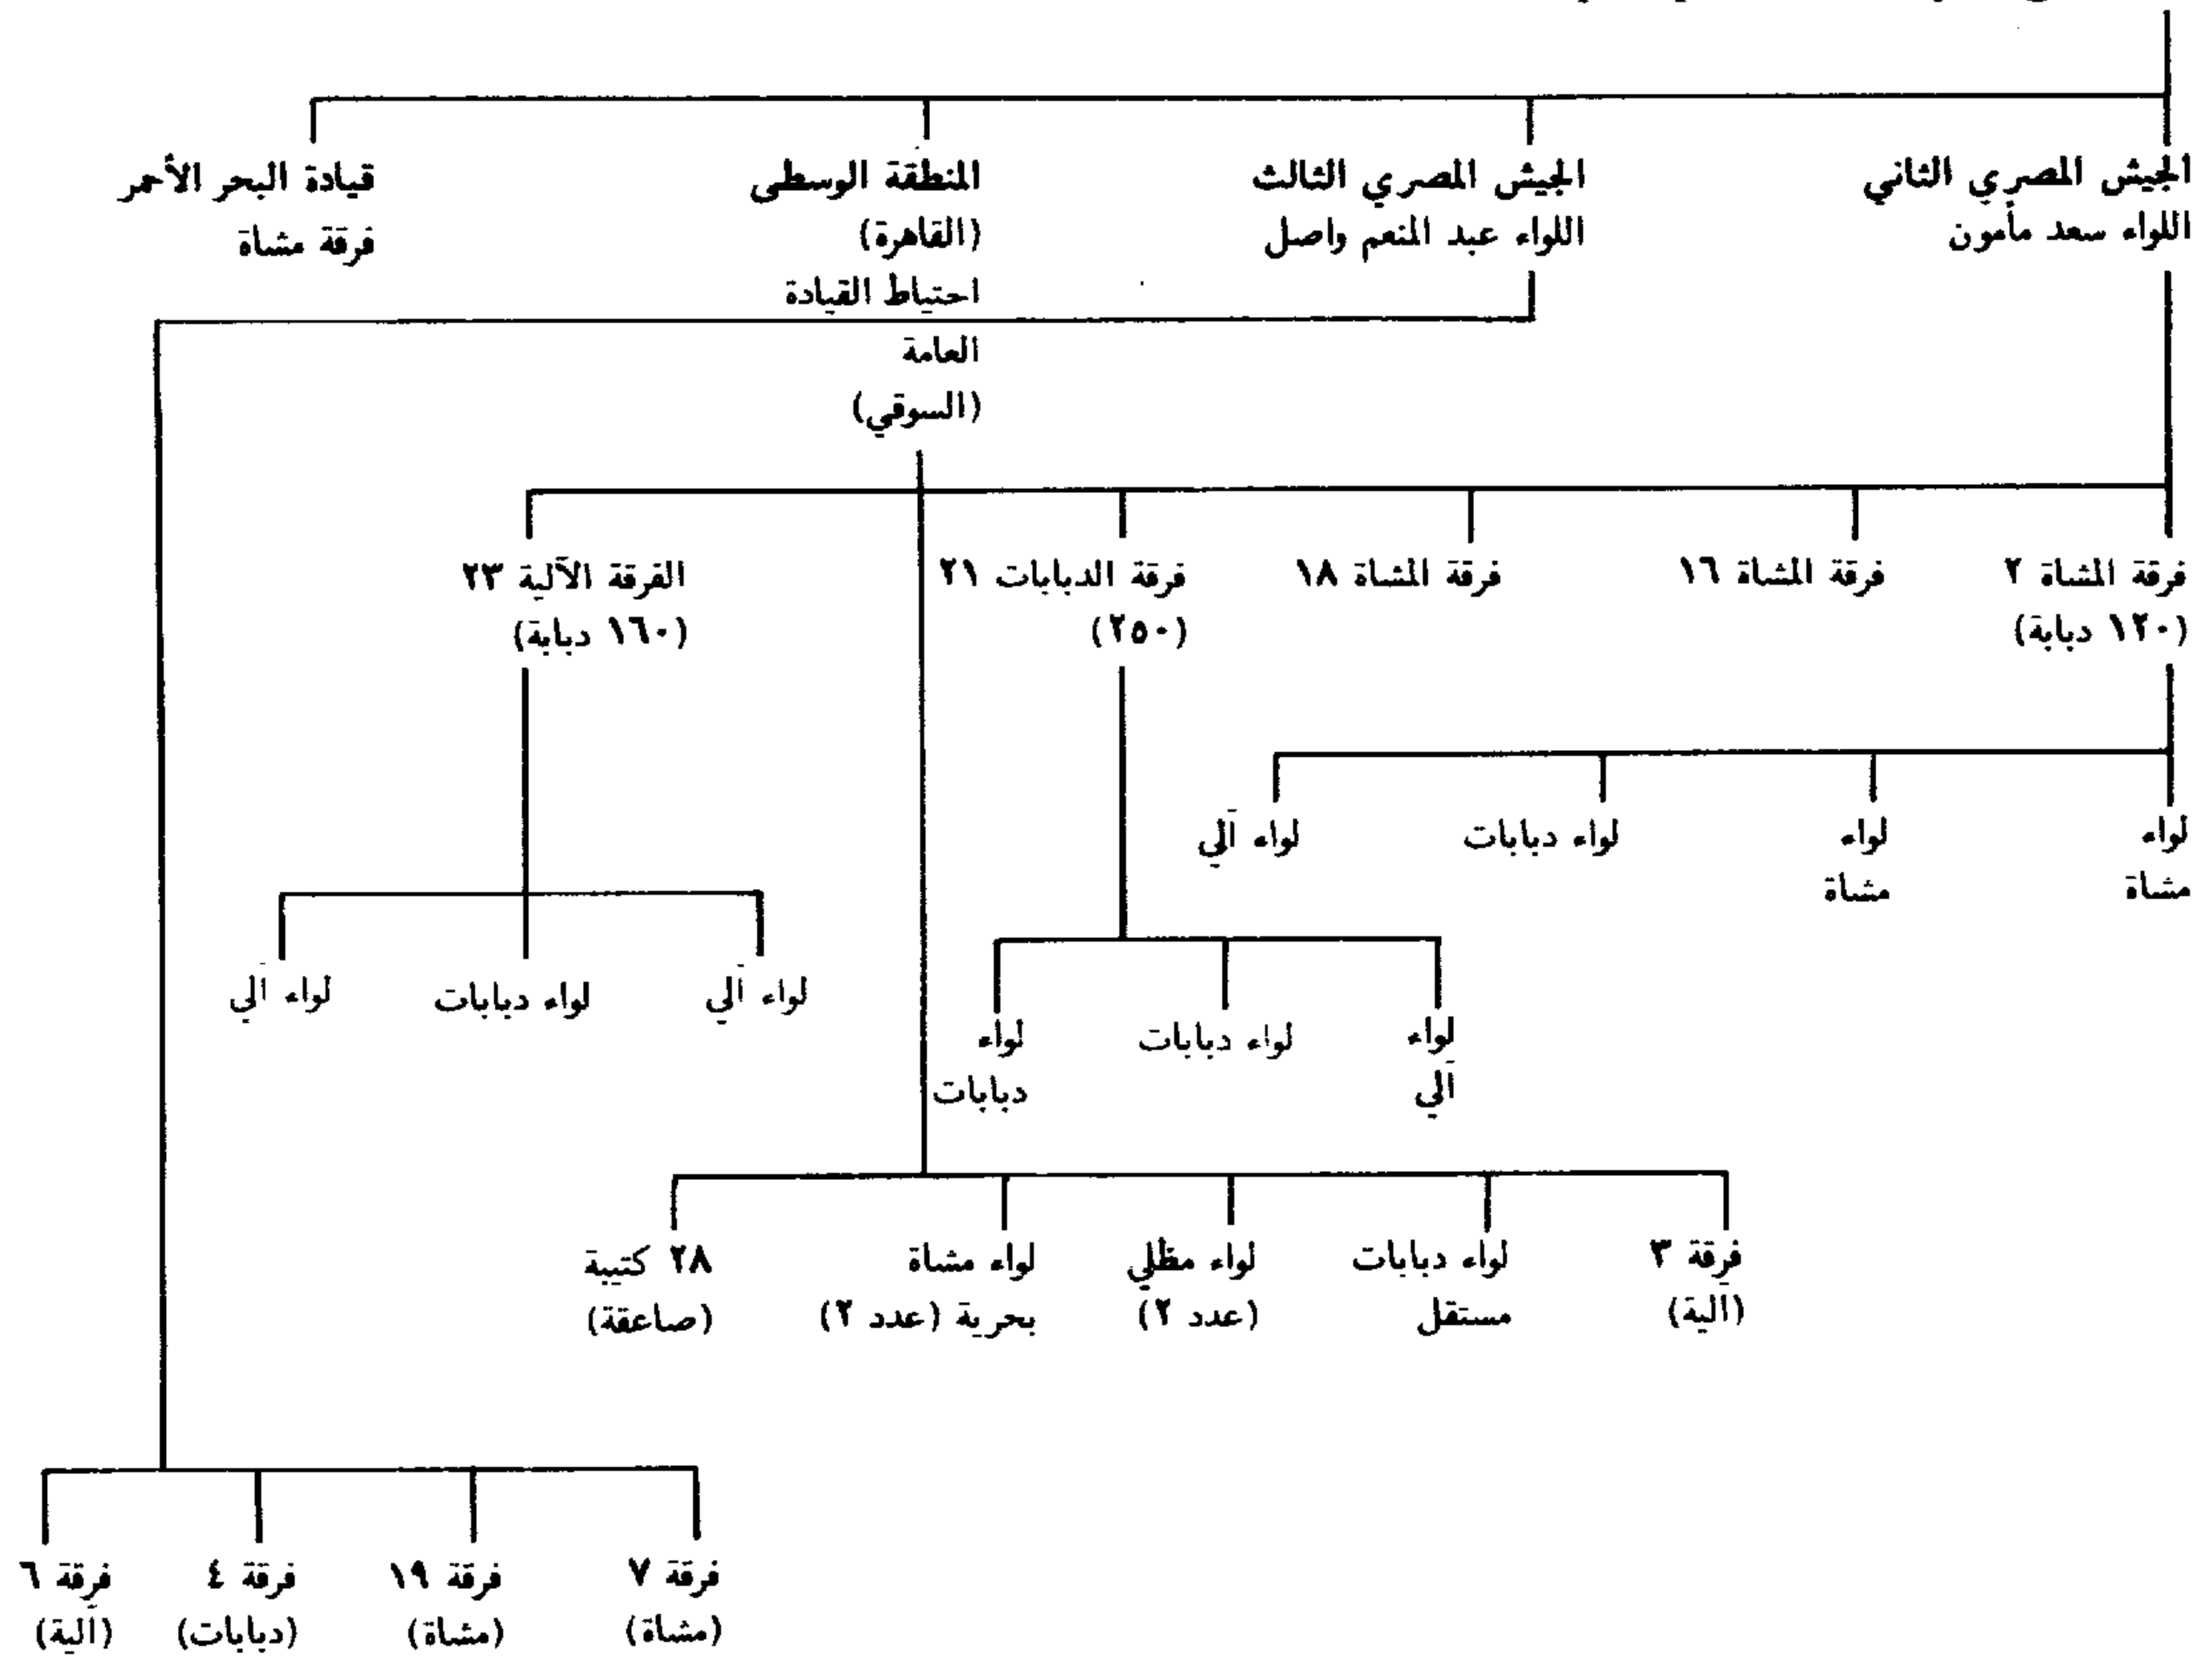 الجيش المصري الثاني
اللواء سعد مأمون
الجيش المصري الثالث
اللواء عبد المنعم واصل
المنطقة الوسطى
(القاهرة)
احتياط القيادة
العامة
(السوقي)
قيادة البحر الأحمر
فرقة مشاة
فرقة المشاة ٢
(١٢٠ دبابة)
فرقة المشاة ١٦
فرقة المشاة ١٨
فرقة الدبابات ٢١
(٢٥٠)
الفرقة الآلية ٢٣
(١٦٠ دبابة)
لواء
مشاة
لواء
مشاة
لواء دبابات
لواء آلي
لواء
آلي
لواء دبابات
لواء
دبابات
لواء آلي
لواء دبابات
لواء آلي
فرقة ٣
(آلية)
لواء دبابات
مستقل
لواء مظلي
(عدد ٢)
لواء مشاة
بحرية (عدد ٢)
٢٨ كتيبة
(صاعقة)
فرقة ٧
(مشاة)
فرقة ١٩
(مشاة)
فرقة ٤
(دبابات)
فرقة ٦
(آلية)